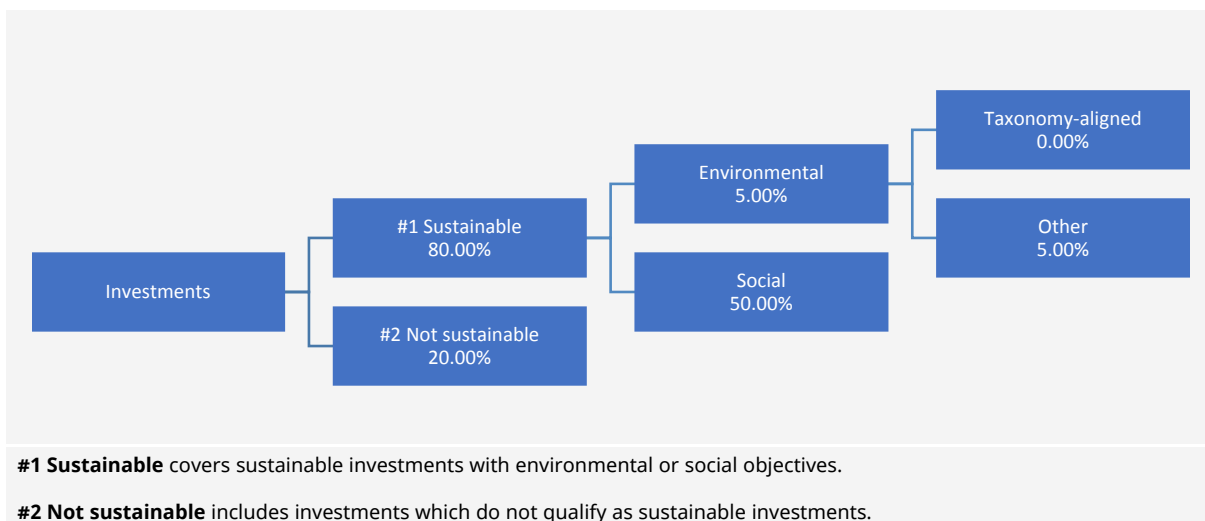 Taxonomy-aligned
0.00%
Environmental
5.00%
#1 Sustainable
80.00%
Other
5.00%
Investments
Social
50.00%
#2 Not sustainable
20.00%
#1 Sustainable covers sustainable investments with environmental or social objectives.
#2 Not sustainable includes investments which do not qualify as sustainable investments.